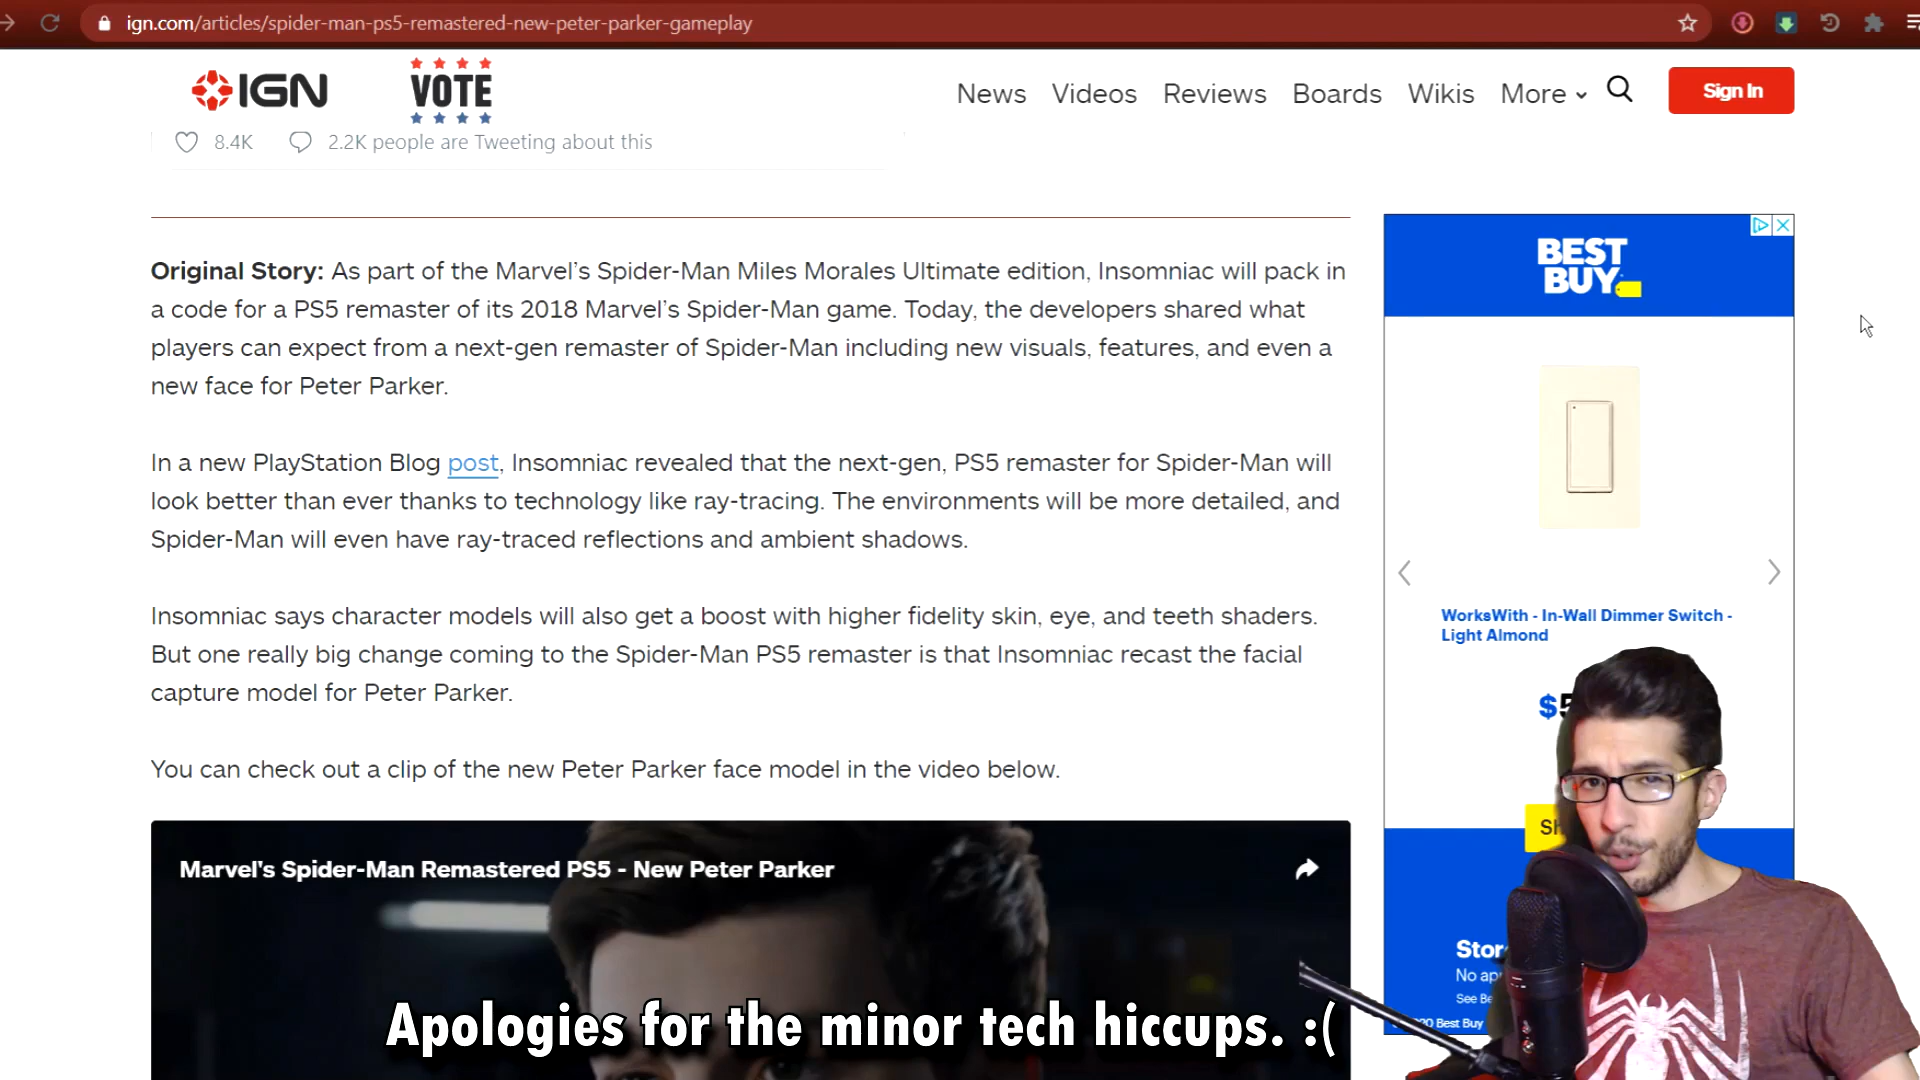 ign.com/articles/spider-man-ps5-remastered-new-peter-parker-gameplay
IGN
VOTE
News Videos Reviews Boards Wikis More
Sign In
8.4K
2.2K people are Tweeting about this
Original Story: As part of the Marvel’s Spider-Man Miles Morales Ultimate edition, Insomniac will pack in
a code for a PS5 remaster of its 2018 Marvel’s Spider-Man game. Today, the developers shared what
players can expect from a next-gen remaster of Spider-Man including new visuals, features, and even a
new face for Peter Parker.
In a new PlayStation Blog post, Insomniac revealed that the next-gen, PS5 remaster for Spider-Man will
look better than ever thanks to technology like ray-tracing. The environments will be more detailed, and
Spider-Man will even have ray-traced reflections and ambient shadows.
Insomniac says character models will also get a boost with higher fidelity skin, eye, and teeth shaders.
But one really big change coming to the Spider-Man PS5 remaster is that Insomniac recast the facial
capture model for Peter Parker.
You can check out a clip of the new Peter Parker face model in the video below.
Marvel's Spider-Man Remastered PS5 - New Peter Parker
Apologies for the minor tech hiccups. :(
BEST
BUY
WorksWith - In-Wall Dimmer Switch -
Light Almond
$5
Sh
Stor
No ap
See Be
20 Best Buy